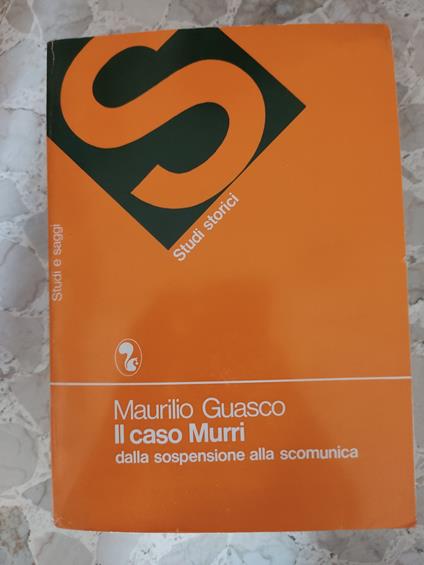 S
Studi storici
Studi e saggi
Maurilio Guasco
Il caso Murri
dalla sospensione alla scomunica